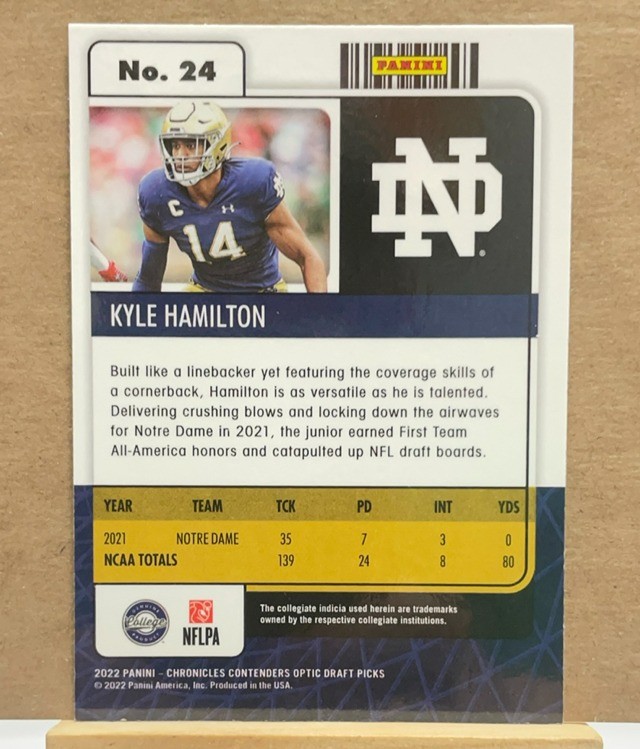 No. 24
PANINI
C 14
ND
KYLE HAMILTON
Built like a linebacker yet featuring the coverage skills of
a cornerback, Hamilton is as versatile as he is talented.
Delivering crushing blows and locking down the airwaves
for Notre Dame in 2021, the junior earned First Team
All-America honors and catapulted up NFL draft boards.
YEAR TEAM TCK PD INT YDS
2021 NOTRE DAME 35 7 3 0
NCAA TOTALS 139 24 8 80
GENUINE
College
PRODUCT
NFLPA
The collegiate indicia used herein are trademarks
owned by the respective collegiate institutions.
2022 PANINI – CHRONICLES CONTENDERS OPTIC DRAFT PICKS
© 2022 Panini America, Inc. Produced in the USA.